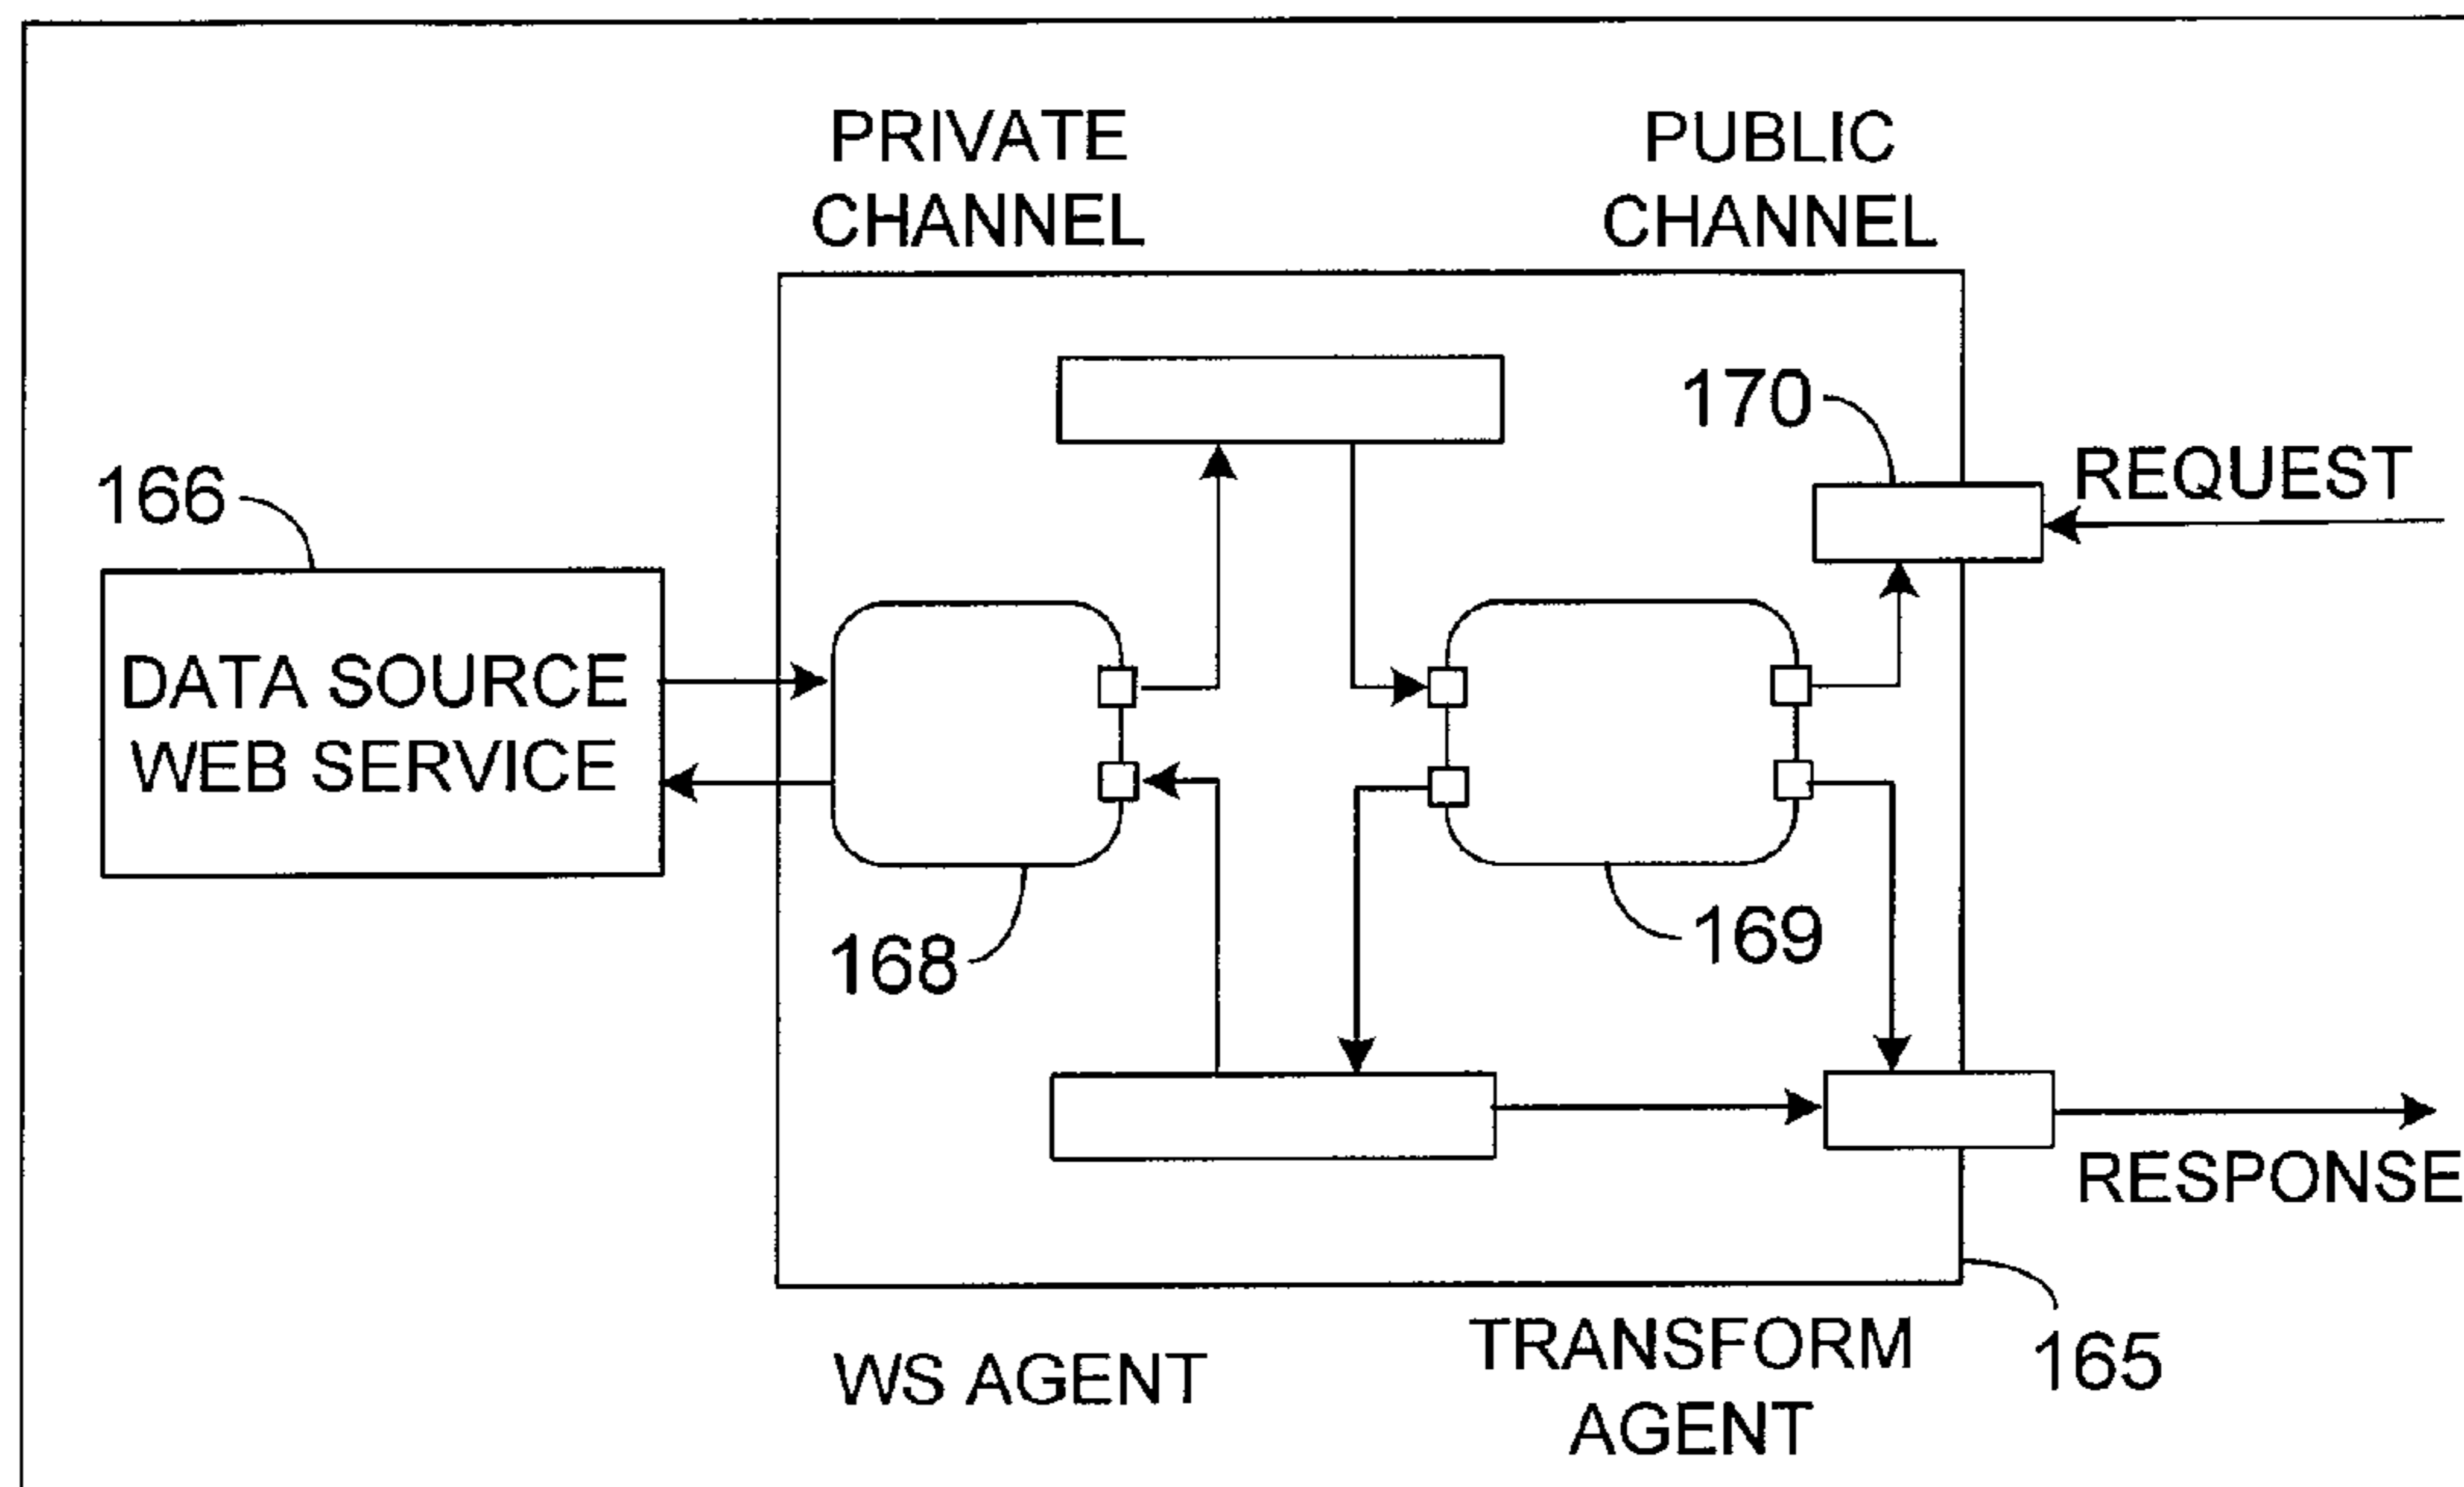 PRIVATE
CHANNEL
PUBLIC
CHANNEL
170
REQUEST
166
DATA SOURCE
WEB SERVICE
168
169
RESPONSE
WS AGENT
TRANSFORM
AGENT
165